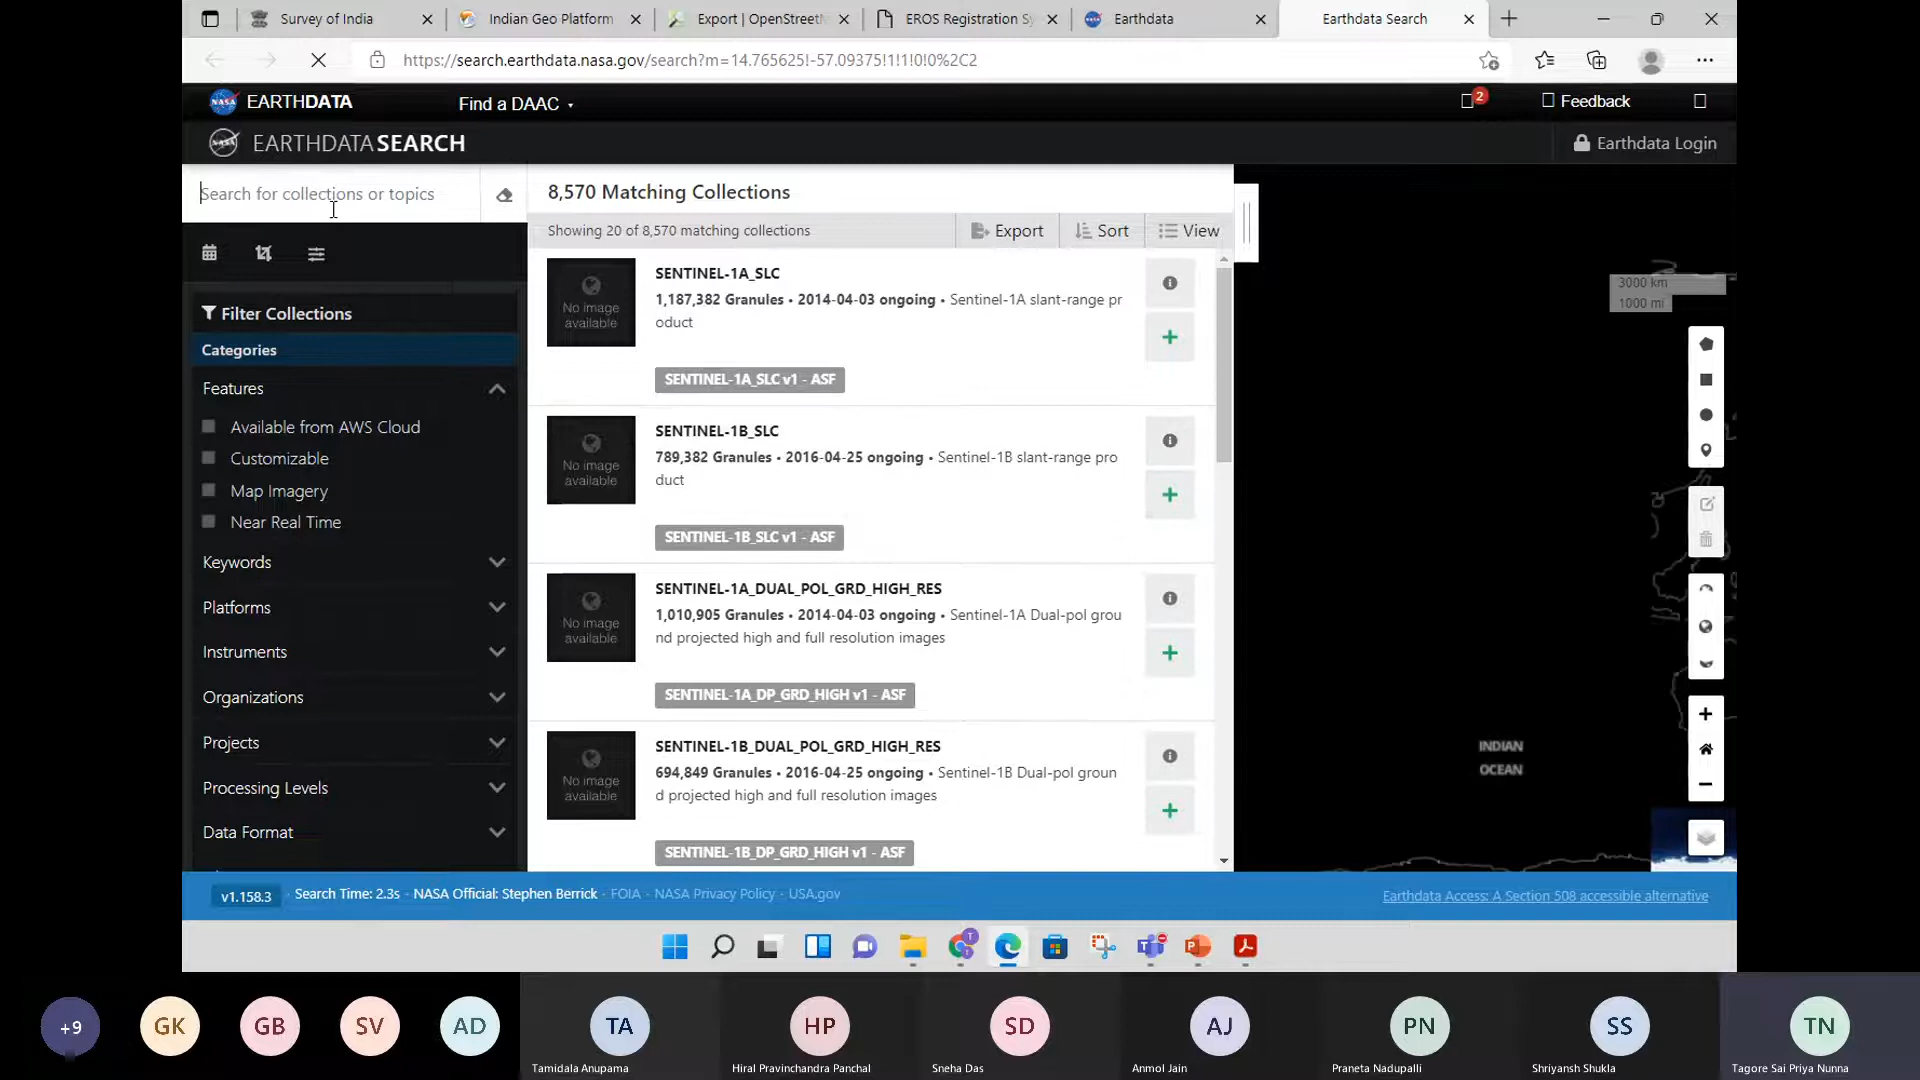 Survey of India
Indian Geo Platform
Export | OpenStreetM
EROS Registration Sy
Earthdata
Earthdata Search
https://search.earthdata.nasa.gov/search?m=14.765625!-57.09375!1!1!0!0%2C2
EARTHDATA
Find a DAAC
2
Feedback
EARTHDATA SEARCH
Earthdata Login
Search for collections or topics
8,570 Matching Collections
Showing 20 of 8,570 matching collections
Export
Sort
View
Filter Collections
Categories
Features
Available from AWS Cloud
Customizable
Map Imagery
Near Real Time
Keywords
Platforms
Instruments
Organizations
Projects
Processing Levels
Data Format
No image
available
SENTINEL-1A_SLC
1,187,382 Granules • 2014-04-03 ongoing • Sentinel-1A slant-range pr
oduct
SENTINEL-1A_SLC v1 - ASF
No image
available
SENTINEL-1B_SLC
789,382 Granules • 2016-04-25 ongoing • Sentinel-1B slant-range pro
duct
SENTINEL-1B_SLC v1 - ASF
No image
available
SENTINEL-1A_DUAL_POL_GRD_HIGH_RES
1,010,905 Granules • 2014-04-03 ongoing • Sentinel-1A Dual-pol grou
nd projected high and full resolution images
SENTINEL-1A_DP_GRD_HIGH v1 - ASF
No image
available
SENTINEL-1B_DUAL_POL_GRD_HIGH_RES
694,849 Granules • 2016-04-25 ongoing • Sentinel-1B Dual-pol groun
d projected high and full resolution images
SENTINEL-1B_DP_GRD_HIGH v1 - ASF
3000 km
1000 mi
INDIAN
OCEAN
v1.158.3 · Search Time: 2.3s · NASA Official: Stephen Berrick · FOIA · NASA Privacy Policy · USA.gov
Earthdata Access: A Section 508 accessible alternative
+9
GK
GB
SV
AD
TA
HP
SD
AJ
PN
SS
TN
Tamidala Anupama
Hiral Pravinchandra Panchal
Sneha Das
Anmol Jain
Praneta Nadupalli
Shriyansh Shukla
Tagore Sai Priya Nunna